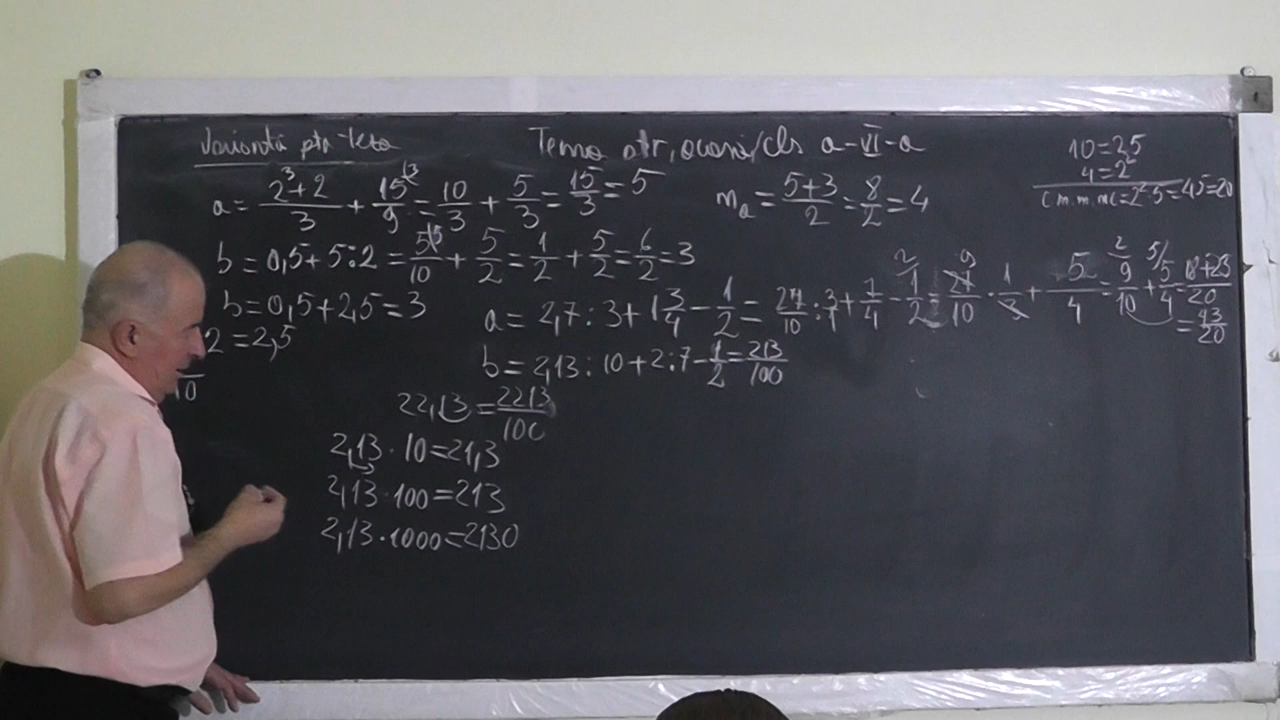 Varianta ptr teză
Temă ptr. acasă/cls a-VI-a
10=2·5
4=2²
c.m.m.m.c=2²·5=4·5=20
a= (2³+2)/3 + 15/9 = 10/3 + 5/3 = 15/3 = 5
mₐ = (5+3)/2 = 8/2 = 4
b = 0,5+5:2 = 5/10 + 5/2 = 1/2 + 5/2 = 6/2 = 3
b = 0,5+2,5 = 3
2 = 2,5
10
a = 2,7:3+1 3/4 - 1/2 = 27/10 : 3/1 + 7/4 - 1/2 = 27/10 · 1/3 + 5/4 = 9/10 + 5/4 = (18+25)/20
= 43/20
b = 2,13:10+2:7 - 1/2 = 213/100
22,13 = 2213/100
2,13 · 10 = 21,3
2,13 · 100 = 213
2,13 · 1000 = 2130